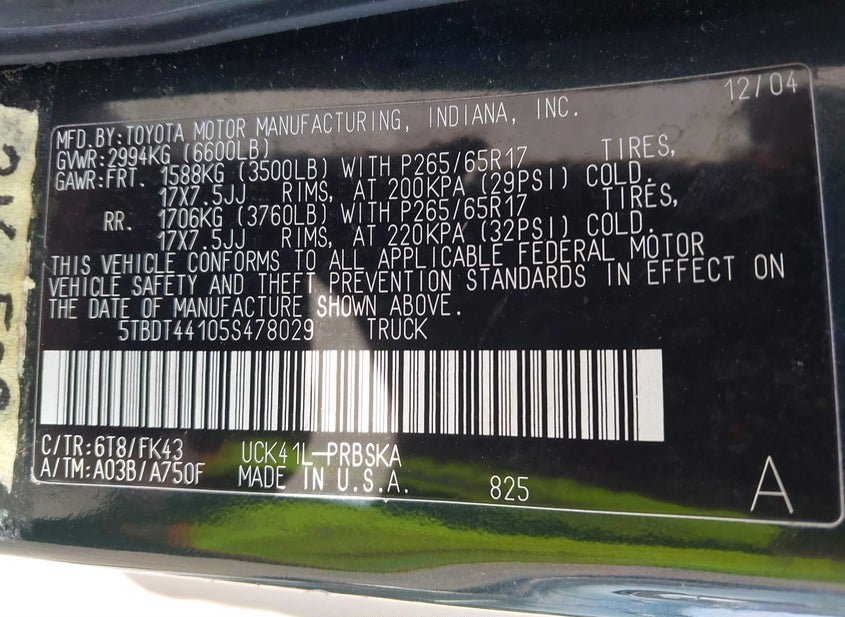 12/04
MFD.BY:TOYOTA MOTOR MANUFACTURING, INDIANA, INC.
GVWR:2994KG (6600LB)
GAWR:FRT. 1588KG (3500LB) WITH P265/65R17 TIRES,
17X7.5JJ RIMS, AT 200KPA (29PSI) COLD.
RR. 1706KG (3760LB) WITH P265/65R17 TIRES,
17X7.5JJ RIMS, AT 220KPA (32PSI) COLD.
THIS VEHICLE CONFORMS TO ALL APPLICABLE FEDERAL MOTOR
VEHICLE SAFETY AND THEFT PREVENTION STANDARDS IN EFFECT ON
THE DATE OF MANUFACTURE SHOWN ABOVE.
5TBDT44105S478029 TRUCK
C/TR:6T8/FK43 UCK41L-PRBSKA
A/TM:A03B/A750F MADE IN U.S.A. 825 A